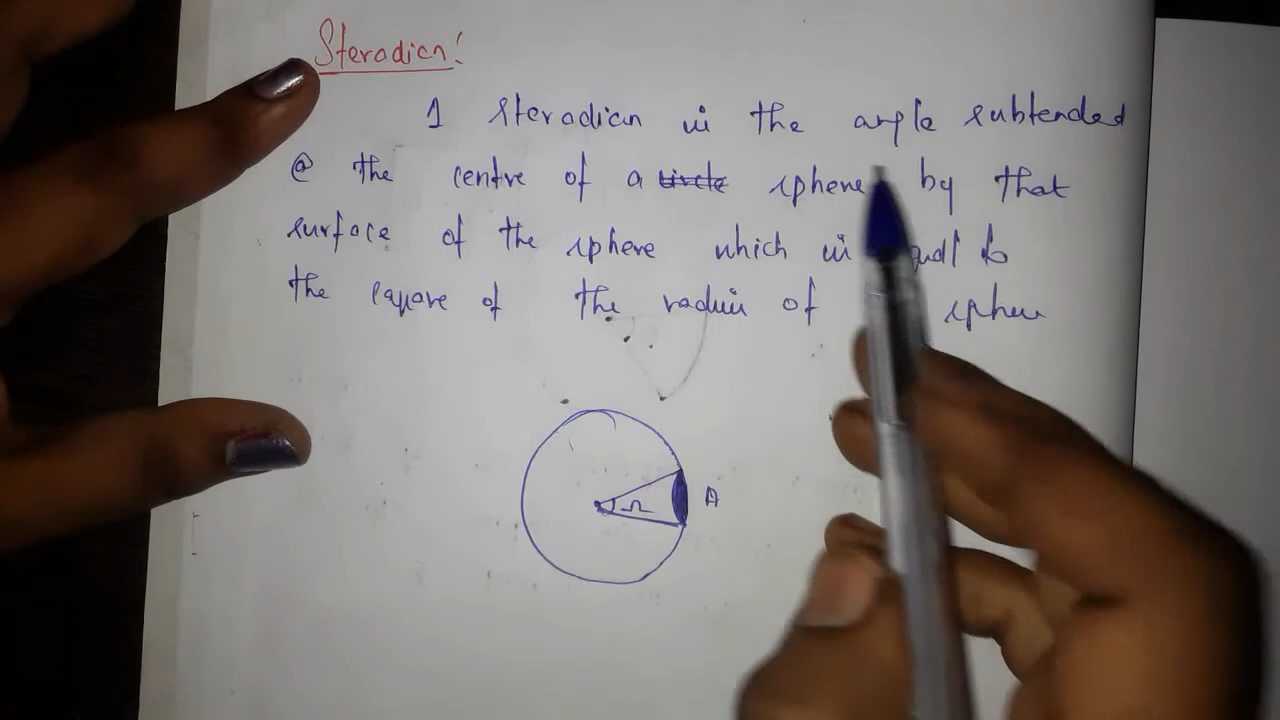 Steradian:
1 steradian is the angle subtended
@ the centre of a circle sphere by that
surface of the sphere which is equal to
the square of the radius of sphere
Ω A